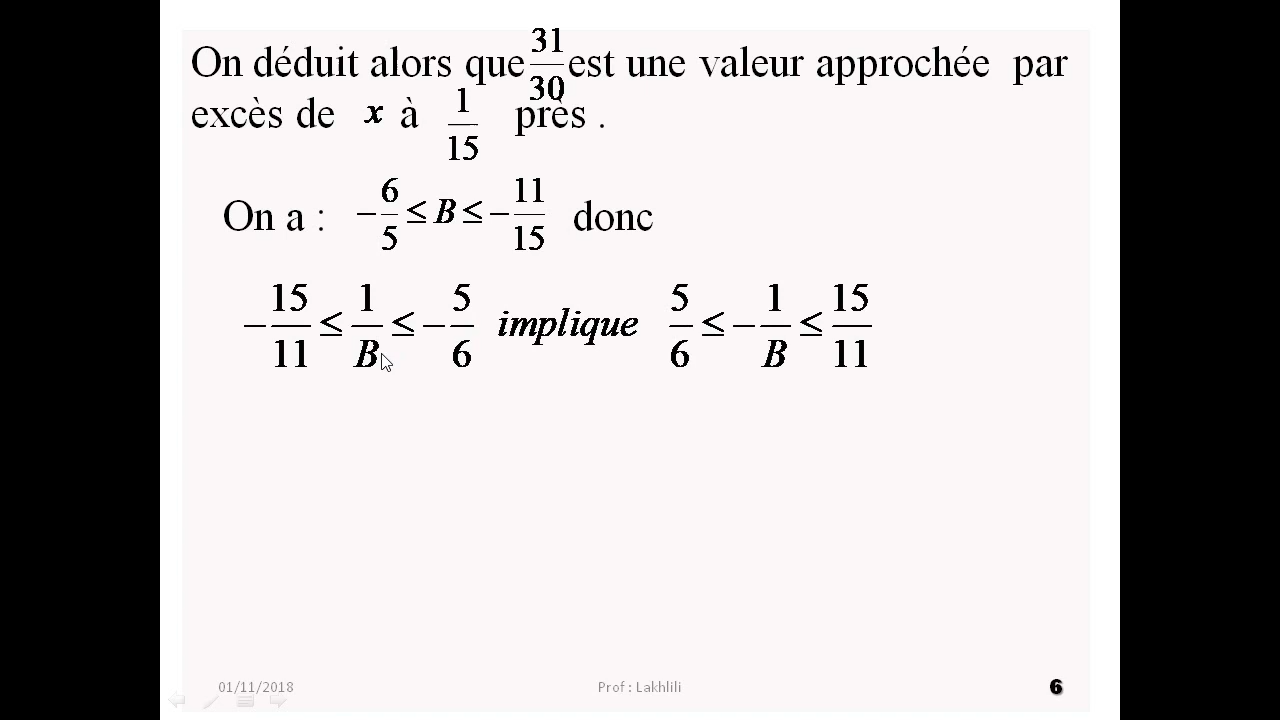 On déduit alors que 31/30 est une valeur approchée par
excès de x à 1/15 près .
On a : −6/5 ≤ B ≤ −11/15 donc
−15/11 ≤ 1/B ≤ −5/6 implique 5/6 ≤ −1/B ≤ 15/11
01/11/2018 Prof : Lakhlili 6